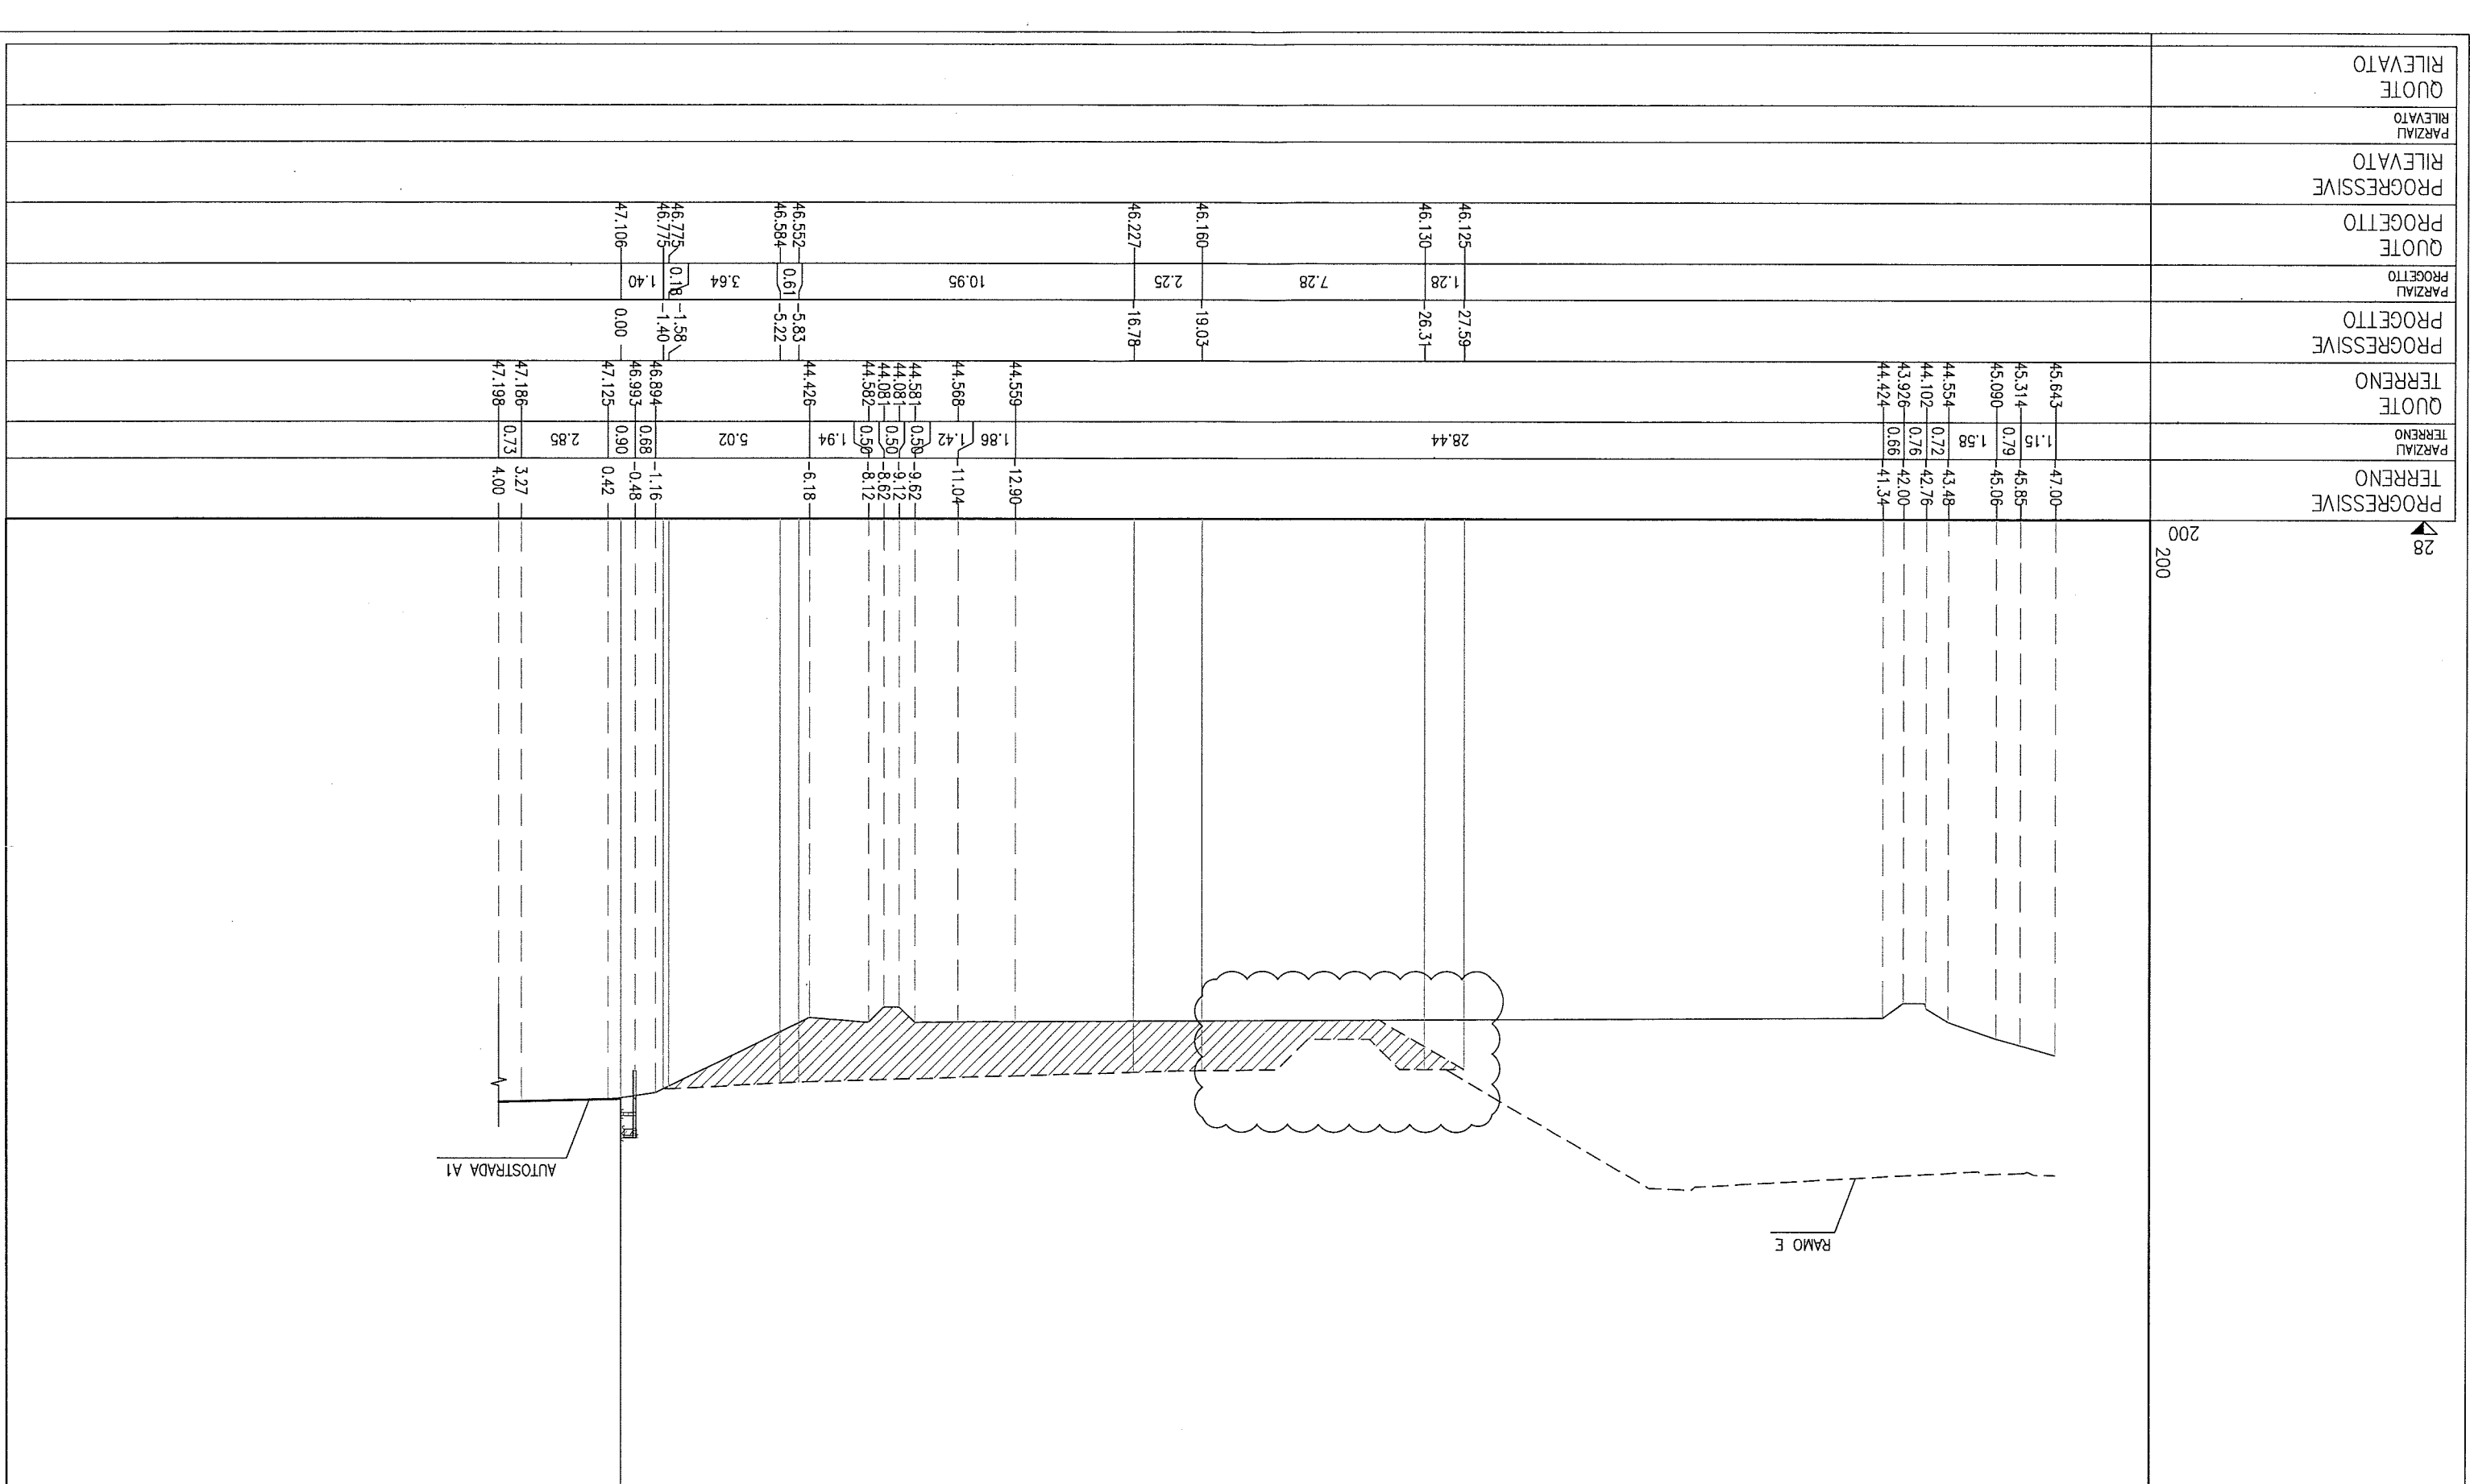 RAMO E
AUTOSTRADA A1
28
200
200
PROGRESSIVE
TERRENO
-47.00 -45.85 -45.06 -43.48 -42.76 -42.00 -41.34 -12.90 -11.04 -9.62 -9.12 -8.62 -8.12 -6.18 -1.16 -0.48 0.42 3.27 4.00
PARZIALI
TERRENO
1.15 0.79 1.58 0.72 0.76 0.66 28.44 1.86 1.42 0.50 0.50 0.50 1.94 5.02 0.68 0.90 2.85 0.73
QUOTE
TERRENO
45.643 45.314 45.090 44.554 44.102 43.926 44.424 44.559 44.568 44.581 44.081 44.081 44.582 44.426 46.894 46.993 47.125 47.186 47.198
PROGRESSIVE
PROGETTO
-27.59 -26.31 -19.03 -16.78 -5.83 -5.22 -1.58 -1.40 0.00
PARZIALI
PROGETTO
1.28 7.28 2.25 10.95 0.61 3.64 0.18 1.40
QUOTE
PROGETTO
46.125 46.130 46.160 46.227 46.552 46.584 46.775 46.775 47.106
PROGRESSIVE
RILEVATO
PARZIALI
RILEVATO
QUOTE
RILEVATO